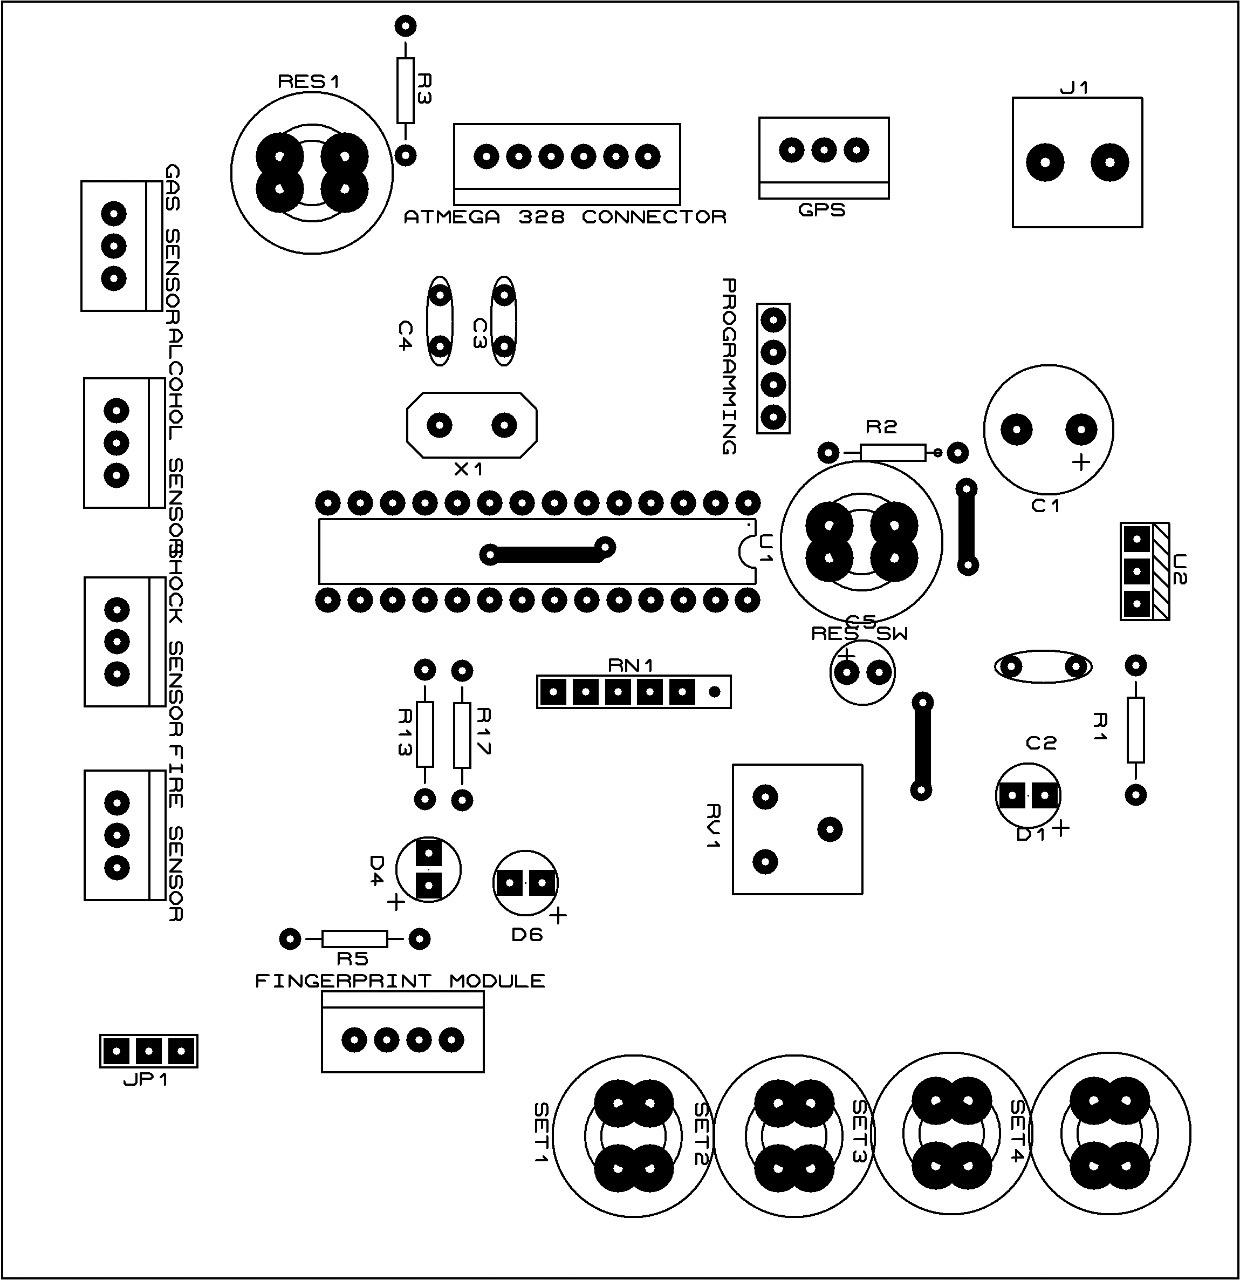 RES1
R3
J1
ATMEGA 328 CONNECTOR
GPS
GAS SENSOR
PROGRAMMING
C4
C3
ALCOHOL SENSOR
X1
R2
C1
U1
U2
SHOCK SENSOR
C5
RES SW
RN1
R13
R17
C2
R1
FIRE SENSOR
RV1
D1
D4
D6
R5
FINGERPRINT MODULE
JP1
SET1
SET2
SET3
SET4